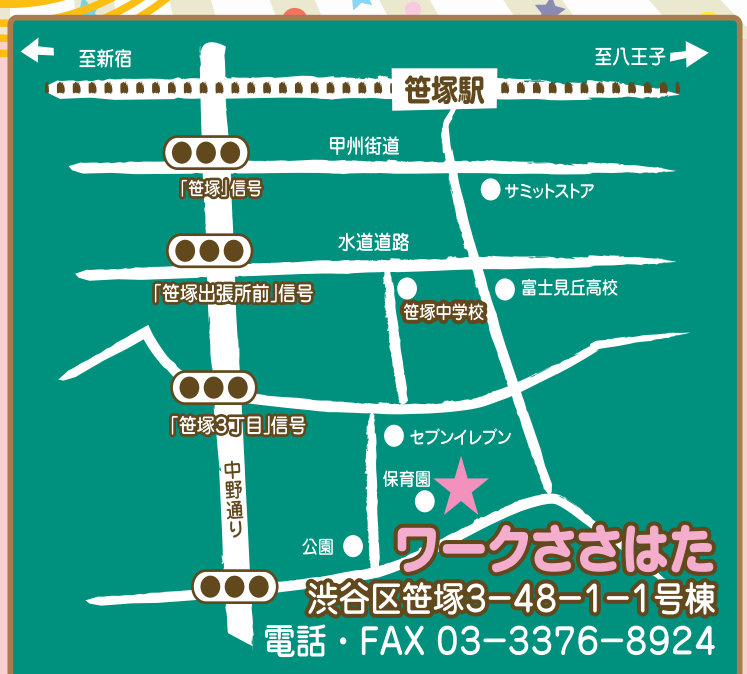 至新宿
至八王子
笹塚駅
甲州街道
「笹塚」信号
サミットストア
水道道路
「笹塚出張所前」信号
富士見丘高校
笹塚中学校
「笹塚3丁目」信号
セブンイレブン
中野通り
保育園
公園
ワークささはた
渋谷区笹塚3−48−1−1号棟
電話・FAX 03−3376−8924